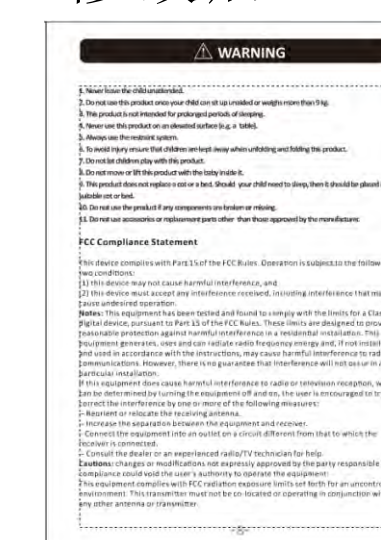 WARNING
1. Never leave the child unattended.
2. Do not use this product once your child can sit up unaided or weighs more than 9 kg.
3. This product is not intended for prolonged periods of sleeping.
4. Never use this product on an elevated surface (e.g. a table).
5. Always use the restraint system.
6. To avoid injury ensure that children are kept away when unfolding and folding this product.
7. Do not let children play with this product.
8. Do not move or lift this product with the baby inside it.
9. This product does not replace a cot or a bed. Should your child need to sleep, then it should be placed
suitable cot or bed.
10. Do not use the product if any components are broken or missing.
11. Do not use accessories or replacement parts other than those approved by the manufacturer.
FCC Compliance Statement
This device complies with Part 15 of the FCC Rules. Operation is subject to the follow
two conditions:
(1) this device may not cause harmful interference, and
(2) this device must accept any interference received, including interference that ma
cause undesired operation.
Notes: This equipment has been tested and found to comply with the limits for a Clas
digital device, pursuant to Part 15 of the FCC Rules. These limits are designed to prov
reasonable protection against harmful interference in a residential installation. This
equipment generates, uses and can radiate radio frequency energy and, if not install
and used in accordance with the instructions, may cause harmful interference to rad
communications. However, there is no guarantee that interference will not occur in a
particular installation.
If this equipment does cause harmful interference to radio or television reception, w
can be determined by turning the equipment off and on, the user is encouraged to tr
correct the interference by one or more of the following measures:
- Reorient or relocate the receiving antenna.
- Increase the separation between the equipment and receiver.
- Connect the equipment into an outlet on a circuit different from that to which the
receiver is connected.
- Consult the dealer or an experienced radio/TV technician for help.
Cautions: changes or modifications not expressly approved by the party responsible
compliance could void the user's authority to operate the equipment.
This equipment complies with FCC radiation exposure limits set forth for an uncontro
environment. This transmitter must not be co-located or operating in conjunction wi
any other antenna or transmitter.